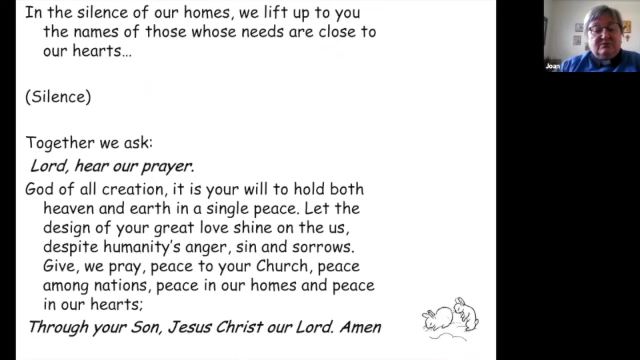 In the silence of our homes, we lift up to you
the names of those whose needs are close to
our hearts…
(Silence)
Together we ask:
Lord, hear our prayer.
God of all creation, it is your will to hold both
heaven and earth in a single peace. Let the
design of your great love shine on the us,
despite humanity's anger, sin and sorrows.
Give, we pray, peace to your Church, peace
among nations, peace in our homes and peace
in our hearts;
Through your Son, Jesus Christ our Lord. Amen
Joan